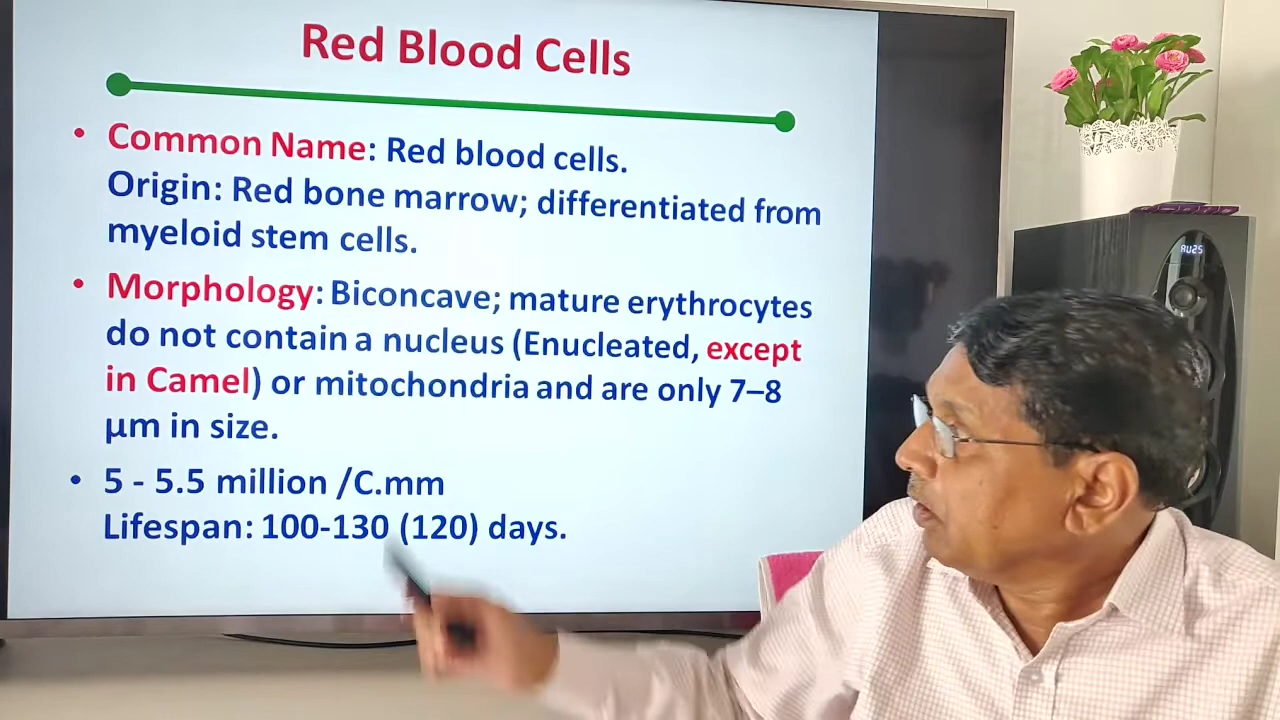 Red Blood Cells
• Common Name: Red blood cells.
Origin: Red bone marrow; differentiated from
myeloid stem cells.
• Morphology: Biconcave; mature erythrocytes
do not contain a nucleus (Enucleated, except
in Camel) or mitochondria and are only 7–8
µm in size.
• 5 - 5.5 million /C.mm
Lifespan: 100-130 (120) days.
AU25